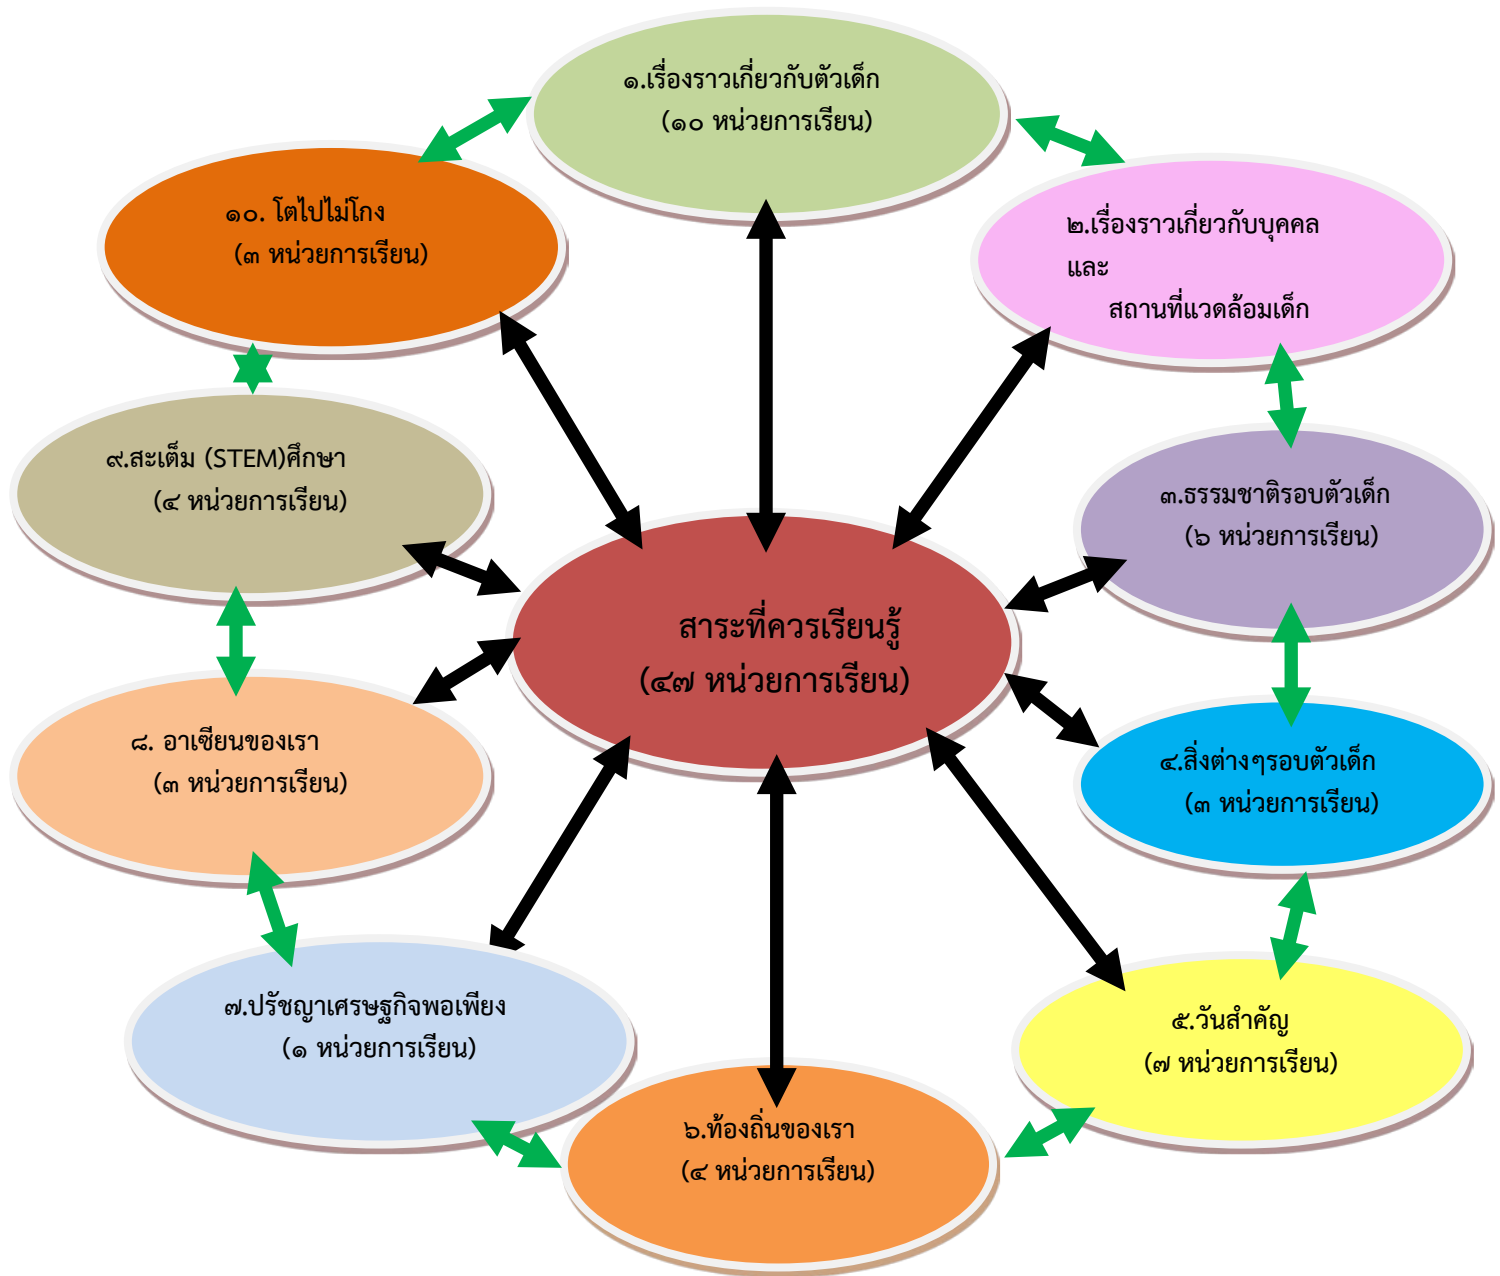 ๑.เรื่องราวเกี่ยวกับตัวเด็ก
(๑๐ หน่วยการเรียน)
๒.เรื่องราวเกี่ยวกับบุคคล
และ
สถานที่แวดล้อมเด็ก
๓.ธรรมชาติรอบตัวเด็ก
(๖ หน่วยการเรียน)
๔.สิ่งต่างๆรอบตัวเด็ก
(๓ หน่วยการเรียน)
๕.วันสำคัญ
(๗ หน่วยการเรียน)
๖.ท้องถิ่นของเรา
(๔ หน่วยการเรียน)
๗.ปรัชญาเศรษฐกิจพอเพียง
(๑ หน่วยการเรียน)
๘. อาเซียนของเรา
(๓ หน่วยการเรียน)
๙.สะเต็ม (STEM)ศึกษา
(๔ หน่วยการเรียน)
๑๐. โตไปไม่โกง
(๓ หน่วยการเรียน)
สาระที่ควรเรียนรู้
(๔๗ หน่วยการเรียน)